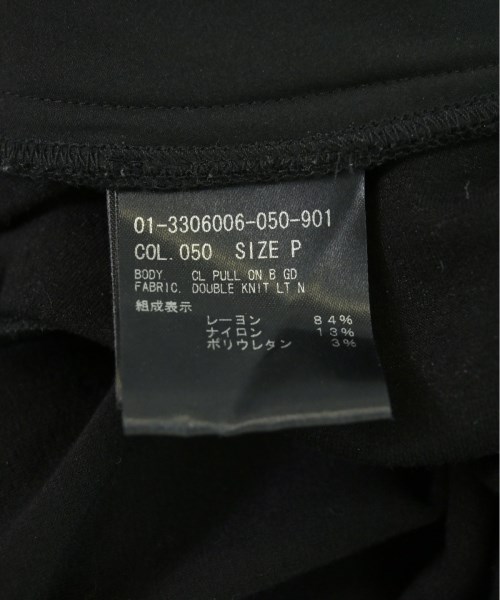 01-3306006-050-901
COL.050 SIZE P
BODY. CL PULL ON B GD
FABRIC. DOUBLE KNIT LT N
組成表示
レーヨン 84%
ナイロン 13%
ポリウレタン 3%